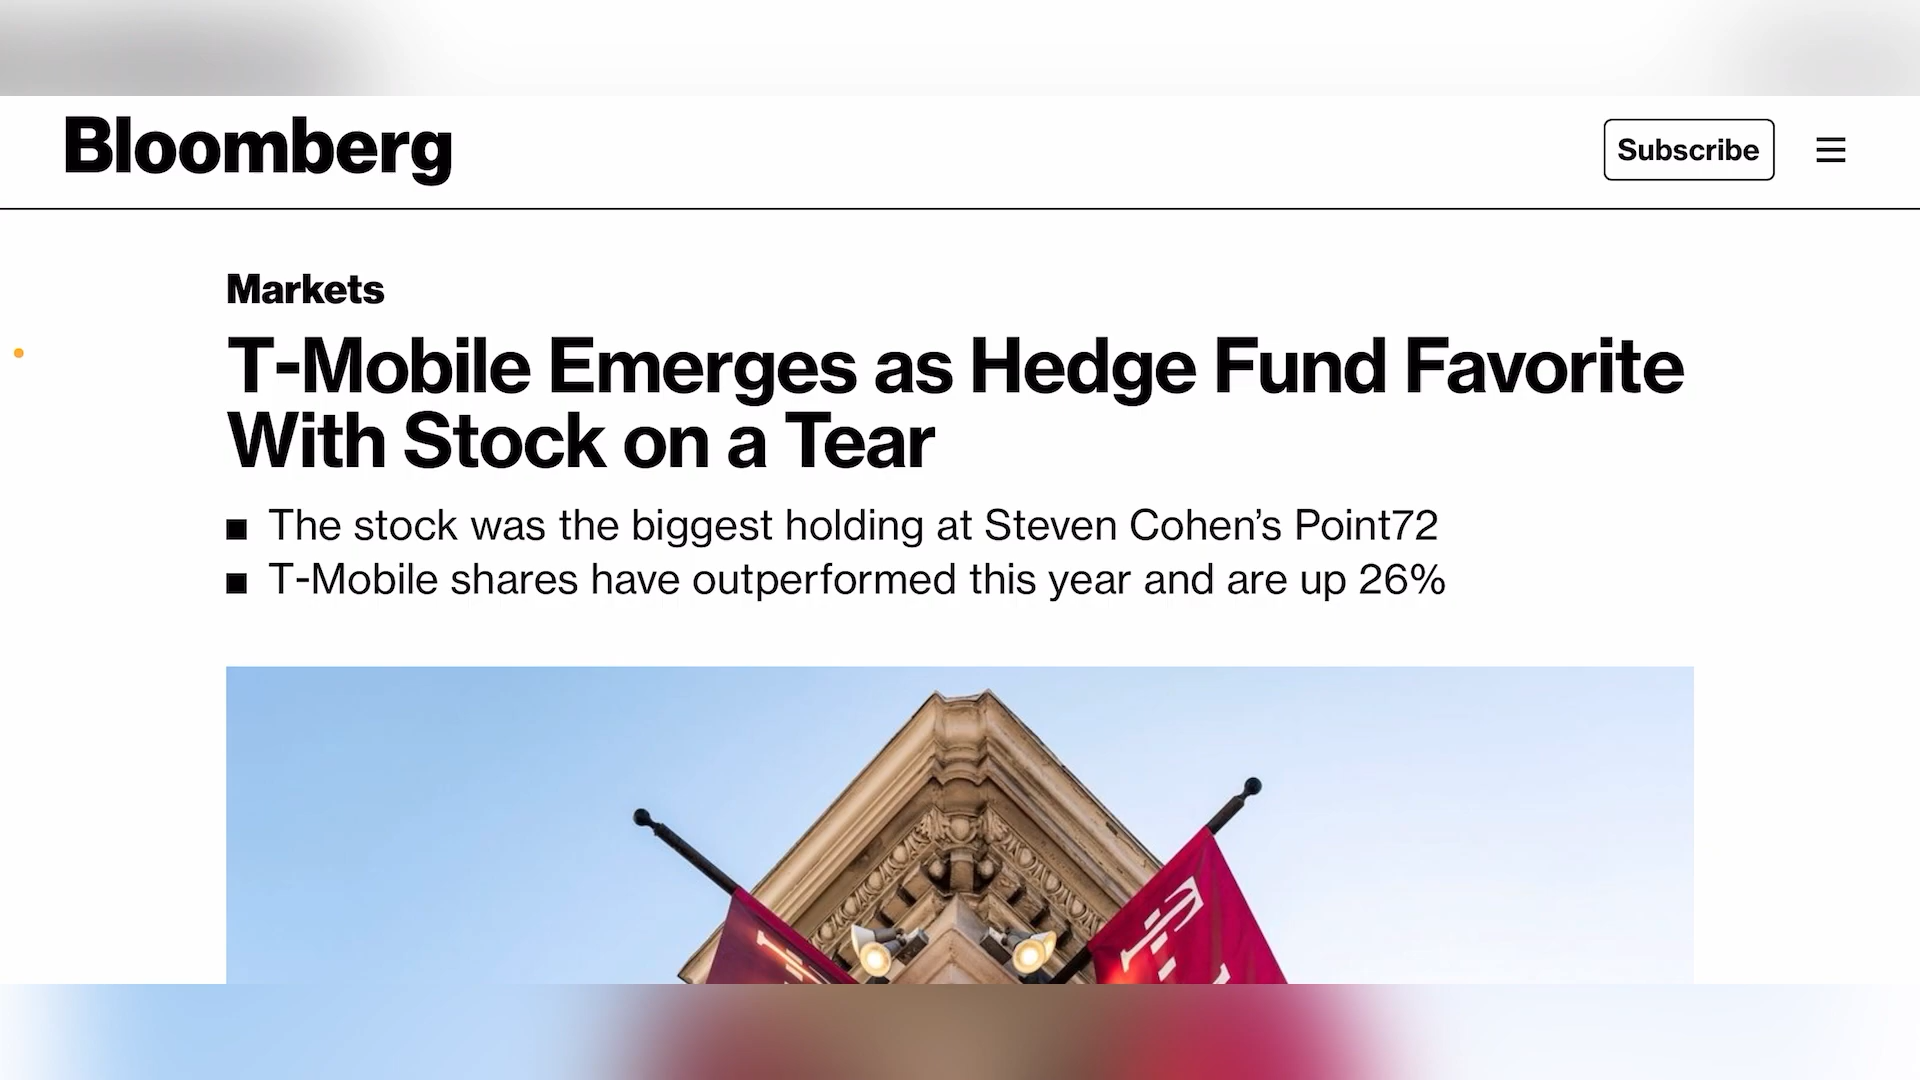 Bloomberg
Subscribe
Markets
T-Mobile Emerges as Hedge Fund Favorite
With Stock on a Tear
The stock was the biggest holding at Steven Cohen’s Point72
T-Mobile shares have outperformed this year and are up 26%